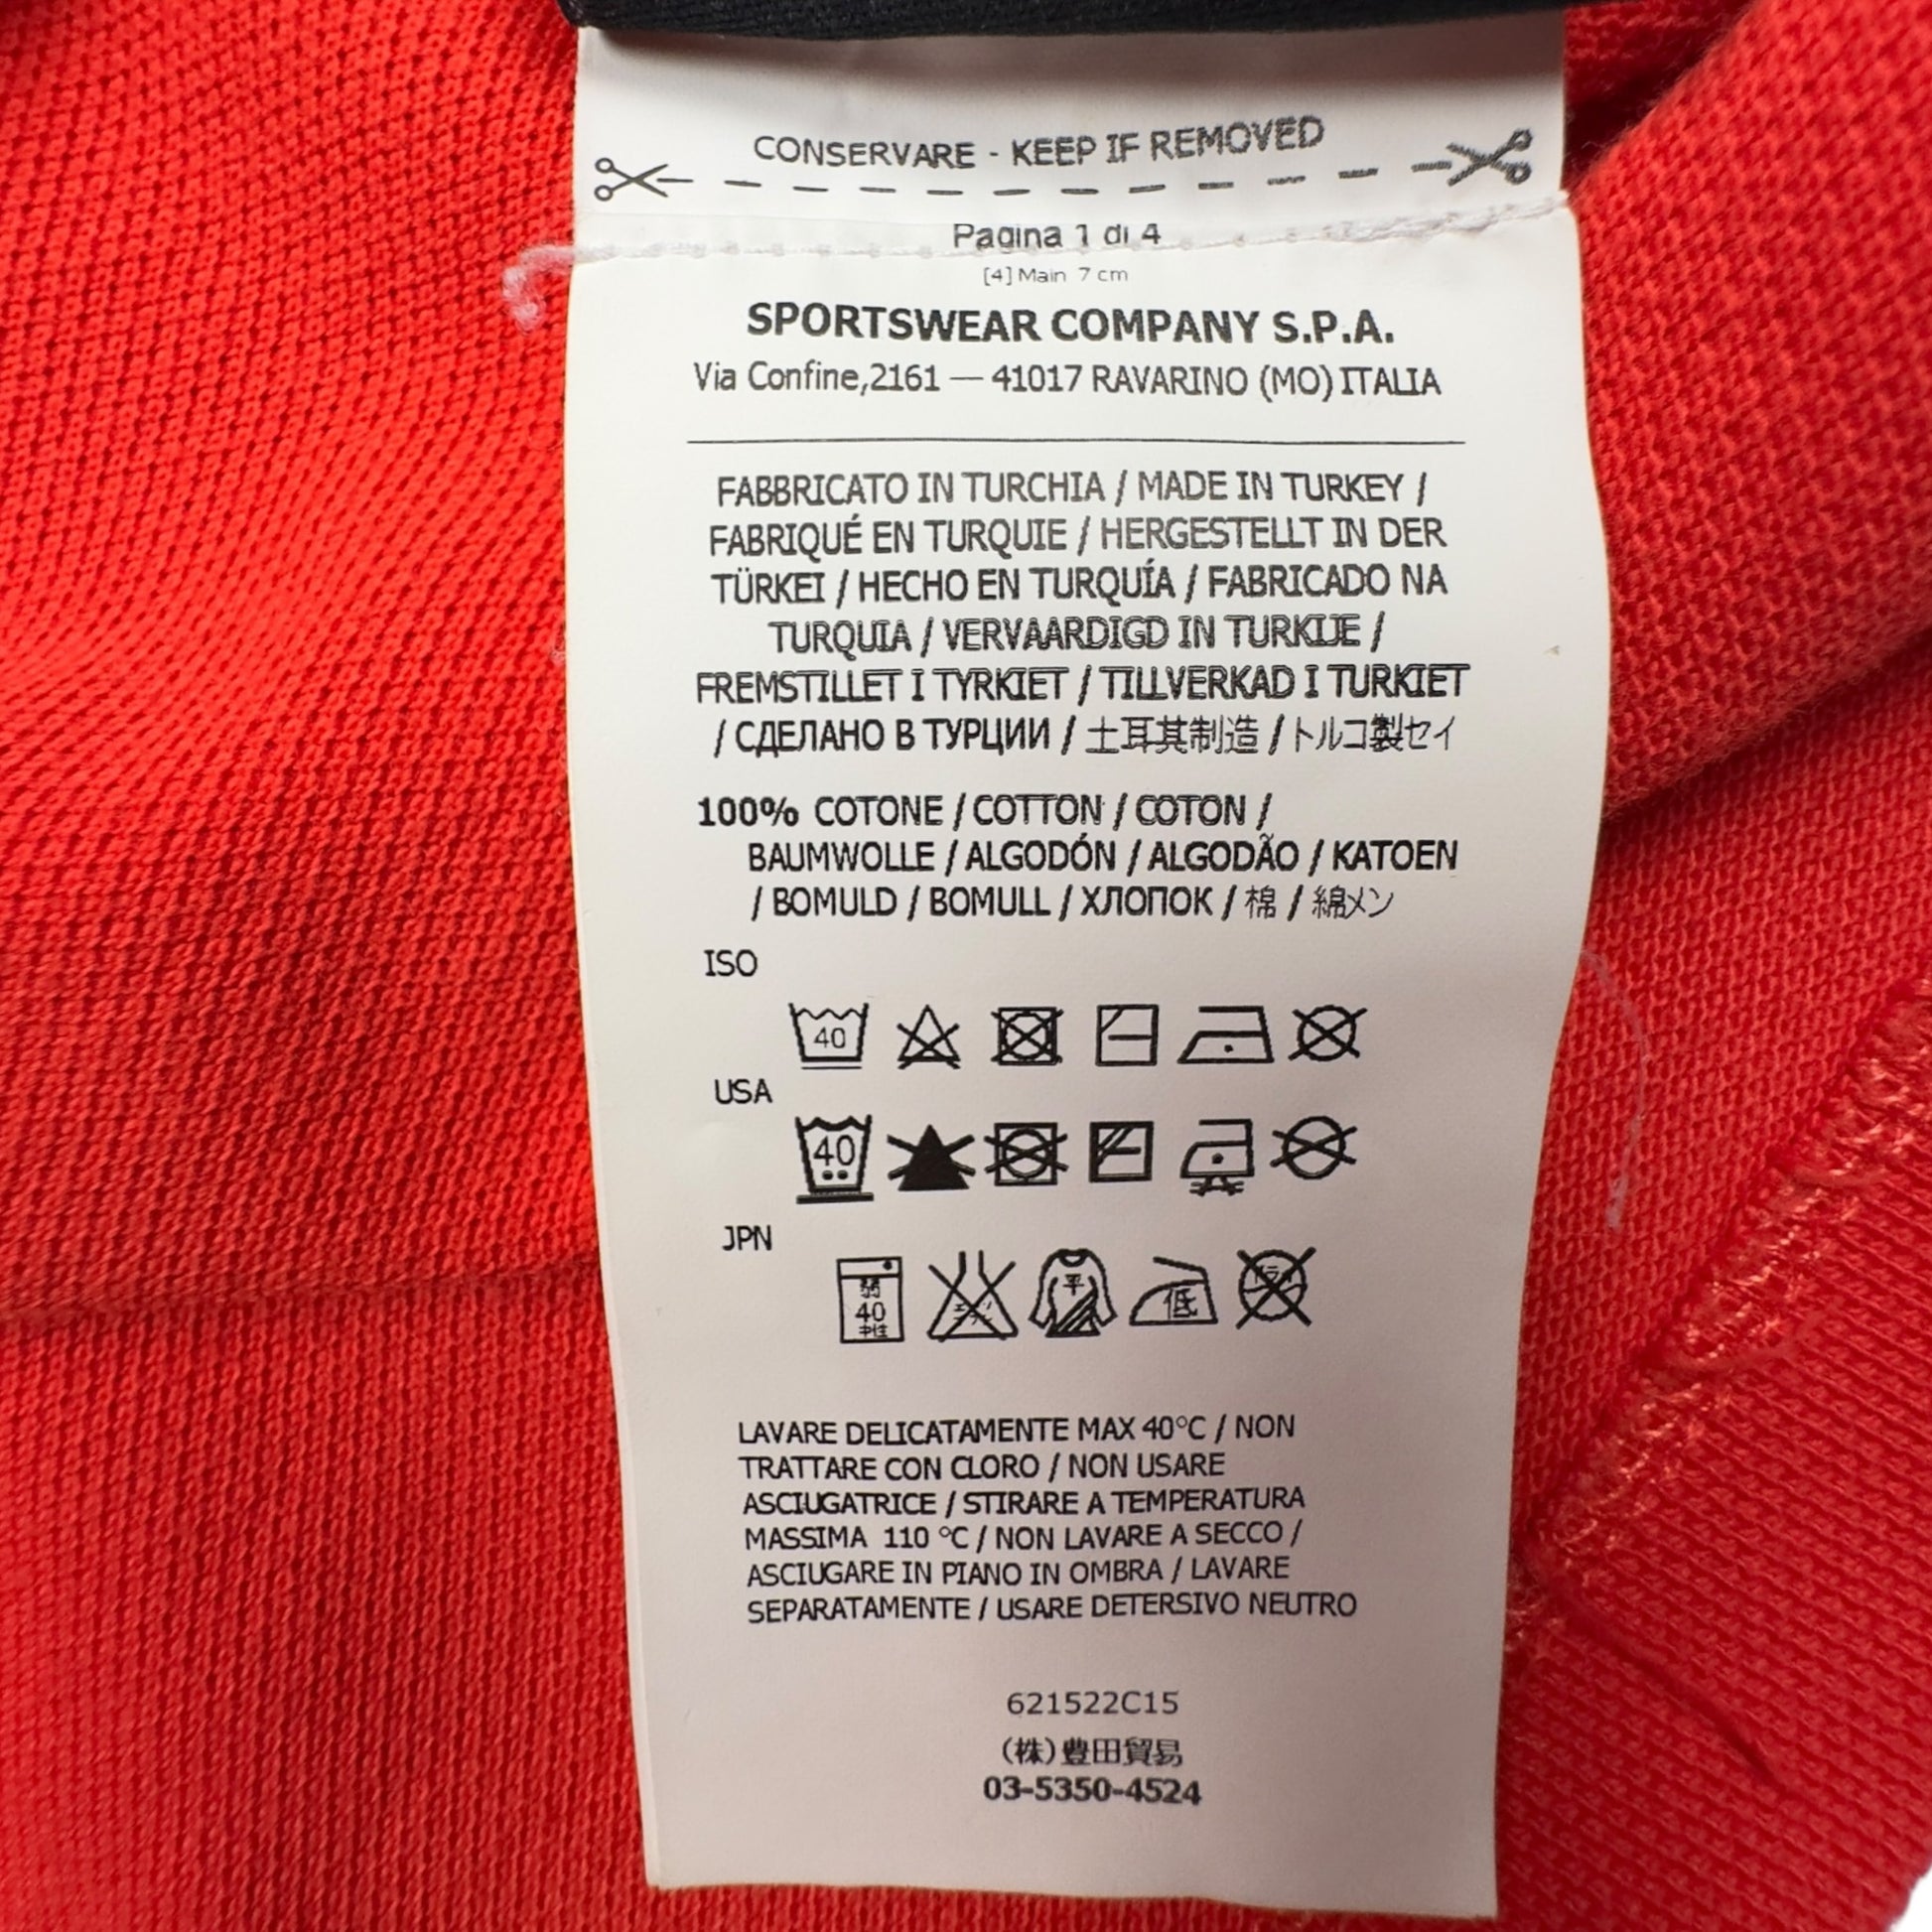 CONSERVARE - KEEP IF REMOVED
Pagina 1 di 4
[4] Main 7 cm
SPORTSWEAR COMPANY S.P.A.
Via Confine,2161 — 41017 RAVARINO (MO) ITALIA
FABBRICATO IN TURCHIA / MADE IN TURKEY /
FABRIQUÉ EN TURQUIE / HERGESTELLT IN DER
TÜRKEI / HECHO EN TURQUÍA / FABRICADO NA
TURQUIA / VERVAARDIGD IN TURKIJE /
FREMSTILLET I TYRKIET / TILLVERKAD I TURKIET
/ СДЕЛАНО В ТУРЦИИ / 土耳其制造 / トルコ製セイ
100% COTONE / COTTON / COTON /
BAUMWOLLE / ALGODÓN / ALGODÃO / KATOEN
/ BOMULD / BOMULL / ХЛОПОК / 棉 / 綿メン
ISO
40
USA
40
JPN
弱
40
中性
平
低
LAVARE DELICATAMENTE MAX 40°C / NON
TRATTARE CON CLORO / NON USARE
ASCIUGATRICE / STIRARE A TEMPERATURA
MASSIMA 110 °C / NON LAVARE A SECCO /
ASCIUGARE IN PIANO IN OMBRA / LAVARE
SEPARATAMENTE / USARE DETERSIVO NEUTRO
621522C15
(株)豊田貿易
03-5350-4524